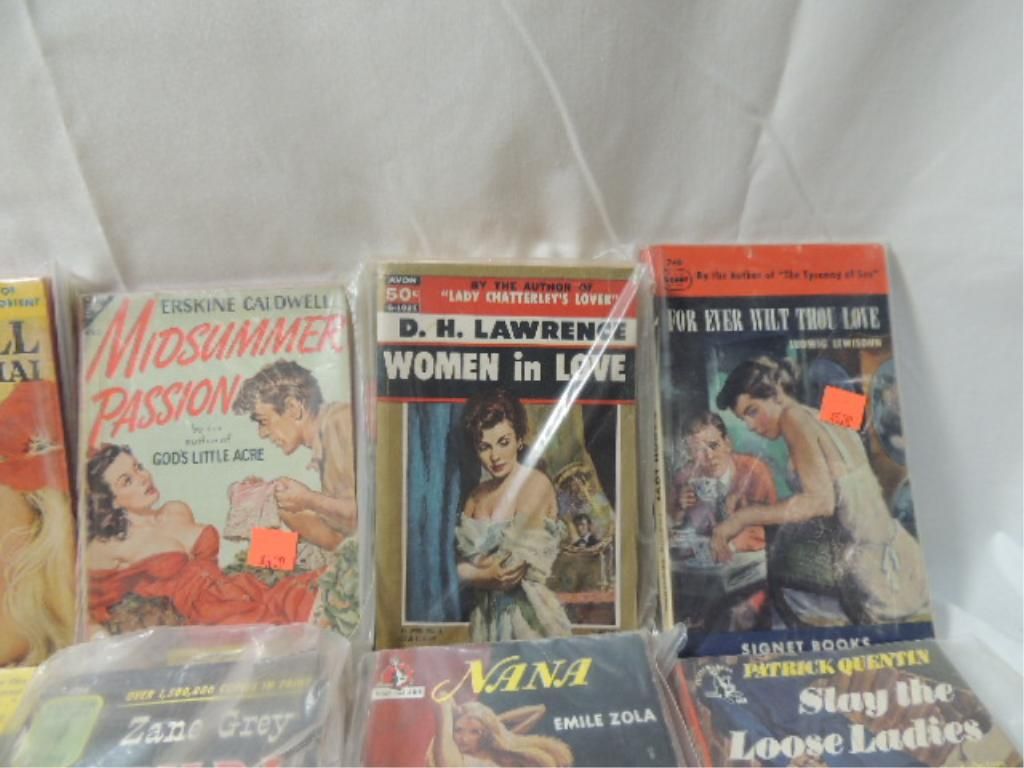 LL
IAL
ERSKINE CALDWELL
MIDSUMMER
PASSION
by the
author of
GOD'S LITTLE ACRE
AVON
50¢
BY THE AUTHOR OF
"LADY CHATTERLEY'S LOVER"
D. H. LAWRENCE
WOMEN in LOVE
By the Author of "The Tyranny of Sex"
FOR EVER WILT THOU LOVE
LUDWIG LEWISOHN
SIGNET BOOKS
OVER 1,500,000 COPIES IN PRINT
Zane Grey
NANA
EMILE ZOLA
PATRICK QUENTIN
Slay the
Loose Ladies